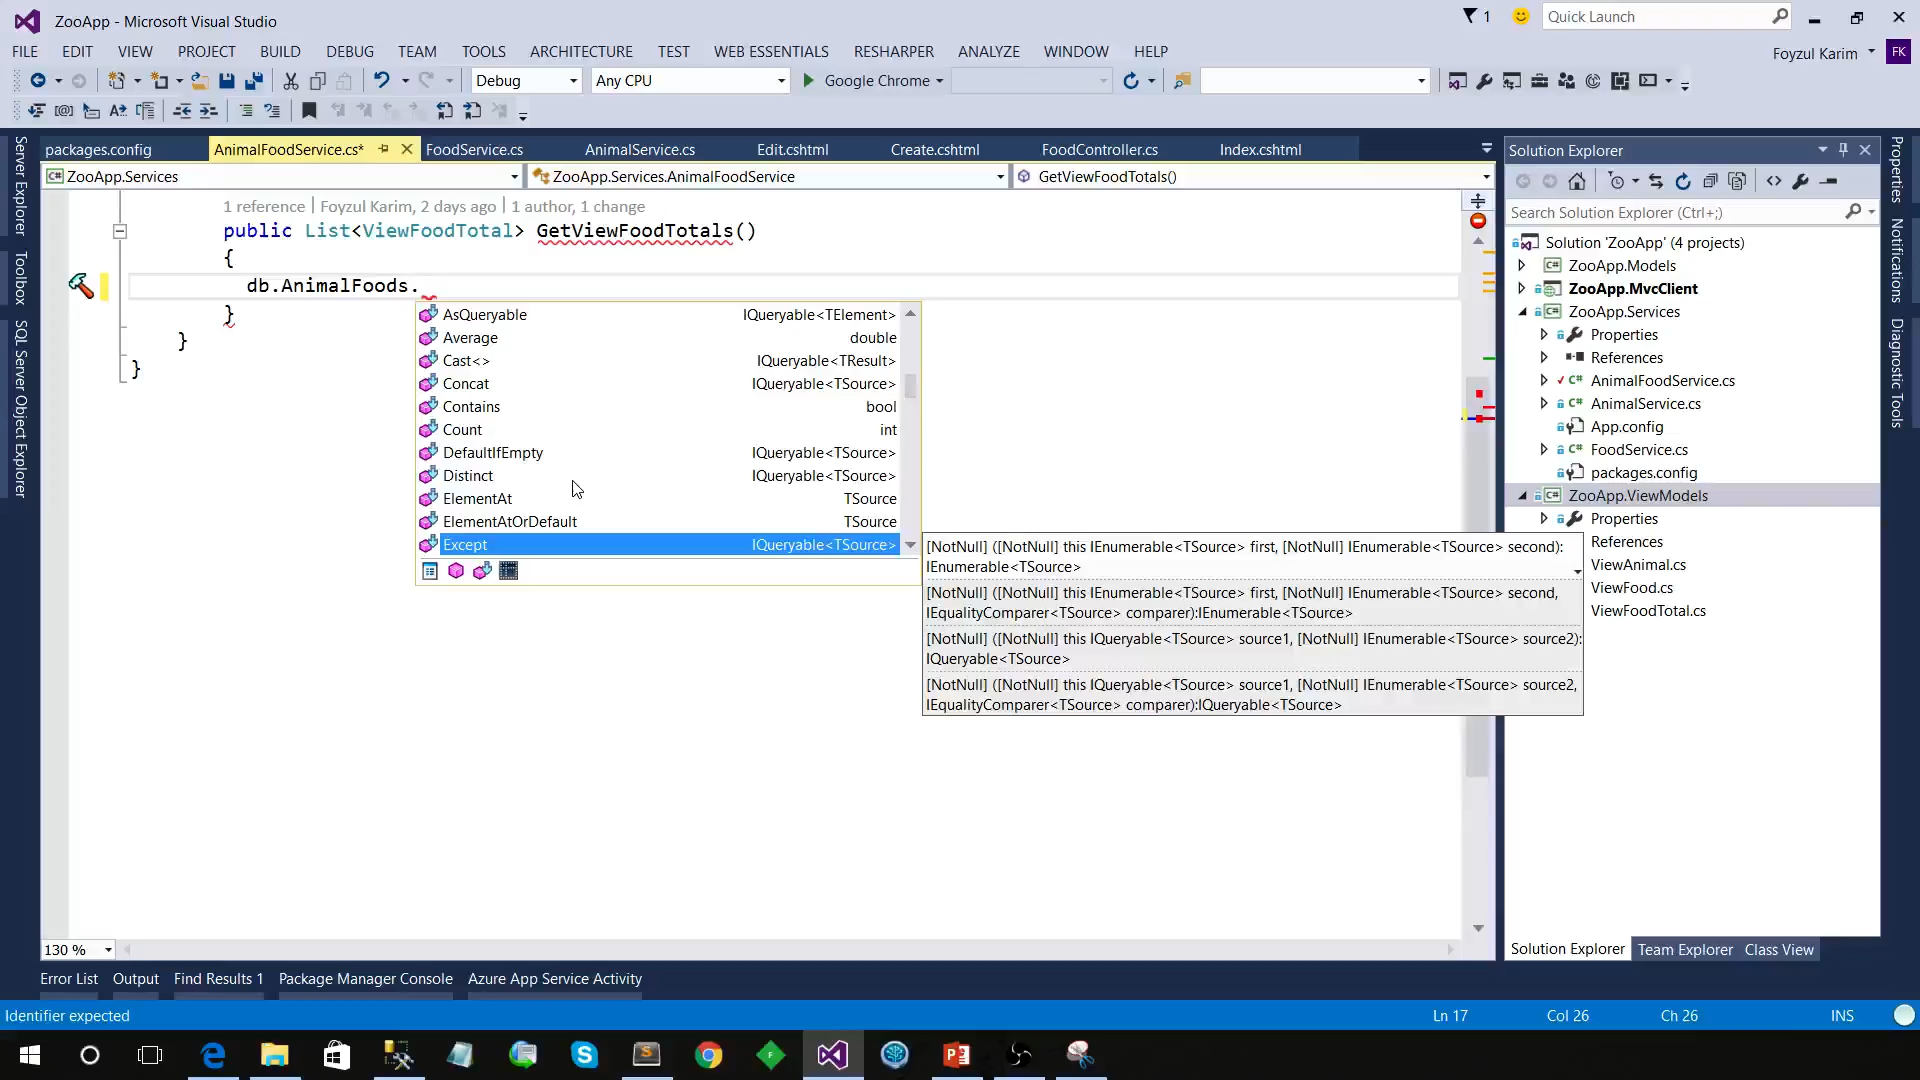 ZooApp - Microsoft Visual Studio
1
Quick Launch
FILE EDIT VIEW PROJECT BUILD DEBUG TEAM TOOLS ARCHITECTURE TEST WEB ESSENTIALS RESHARPER ANALYZE WINDOW HELP
Foyzul Karim FK
Debug Any CPU Google Chrome
packages.config AnimalFoodService.cs* FoodService.cs AnimalService.cs Edit.cshtml Create.cshtml FoodController.cs Index.cshtml
ZooApp.Services ZooApp.Services.AnimalFoodService GetViewFoodTotals()
1 reference | Foyzul Karim, 2 days ago | 1 author, 1 change
public List<ViewFoodTotal> GetViewFoodTotals()
{
db.AnimalFoods.
}
}
}
AsQueryable IQueryable<TElement>
Average double
Cast<> IQueryable<TResult>
Concat IQueryable<TSource>
Contains bool
Count int
DefaultIfEmpty IQueryable<TSource>
Distinct IQueryable<TSource>
ElementAt TSource
ElementAtOrDefault TSource
Except IQueryable<TSource>
[NotNull] ([NotNull] this IEnumerable<TSource> first, [NotNull] IEnumerable<TSource> second):
IEnumerable<TSource>
[NotNull] ([NotNull] this IEnumerable<TSource> first, [NotNull] IEnumerable<TSource> second,
IEqualityComparer<TSource> comparer):IEnumerable<TSource>
[NotNull] ([NotNull] this IQueryable<TSource> source1, [NotNull] IEnumerable<TSource> source2):
IQueryable<TSource>
[NotNull] ([NotNull] this IQueryable<TSource> source1, [NotNull] IEnumerable<TSource> source2,
IEqualityComparer<TSource> comparer):IQueryable<TSource>
Server Explorer
Toolbox
SQL Server Object Explorer
Solution Explorer
Search Solution Explorer (Ctrl+;)
Solution 'ZooApp' (4 projects)
ZooApp.Models
ZooApp.MvcClient
ZooApp.Services
Properties
References
AnimalFoodService.cs
AnimalService.cs
App.config
FoodService.cs
packages.config
ZooApp.ViewModels
Properties
References
ViewAnimal.cs
ViewFood.cs
ViewFoodTotal.cs
Properties
Notifications
Diagnostic Tools
130 %
Solution Explorer Team Explorer Class View
Error List Output Find Results 1 Package Manager Console Azure App Service Activity
Identifier expected Ln 17 Col 26 Ch 26 INS